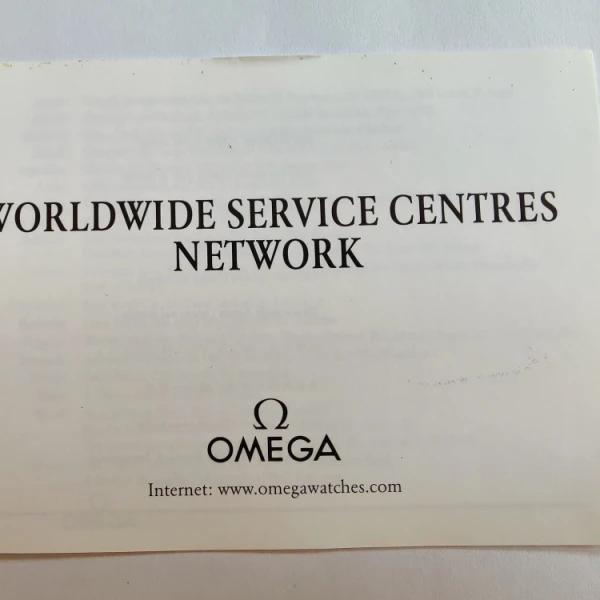 WORLDWIDE SERVICE CENTRES
NETWORK
Ω
OMEGA
Internet: www.omegawatches.com